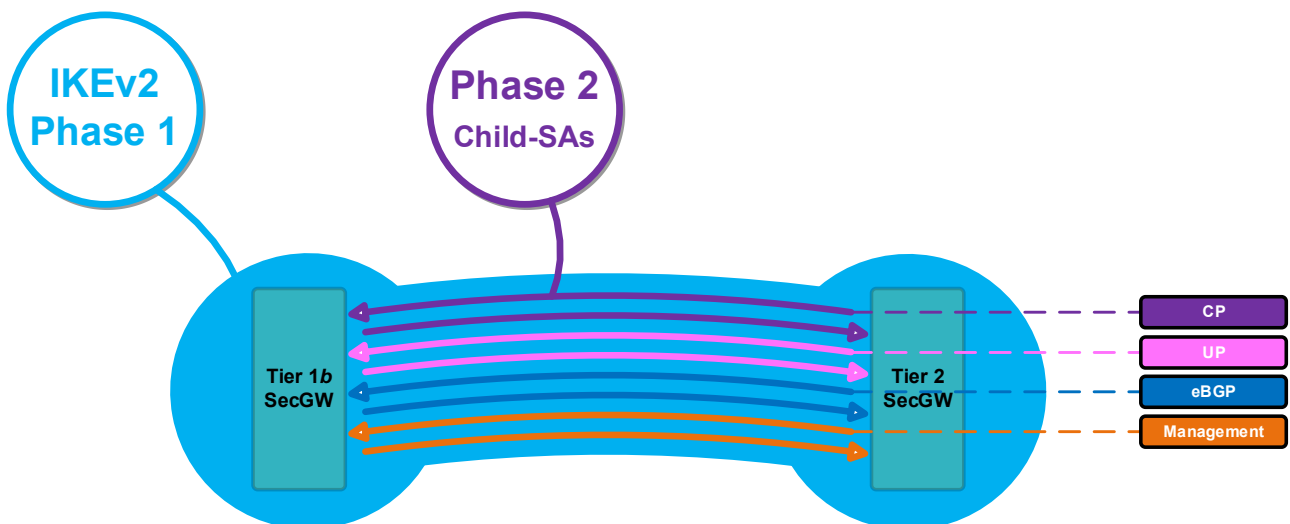 IKEv2
Phase 1
Phase 2
Child-SAs
Tier 1b
SecGW
Tier 2
SecGW
CP
UP
eBGP
Management